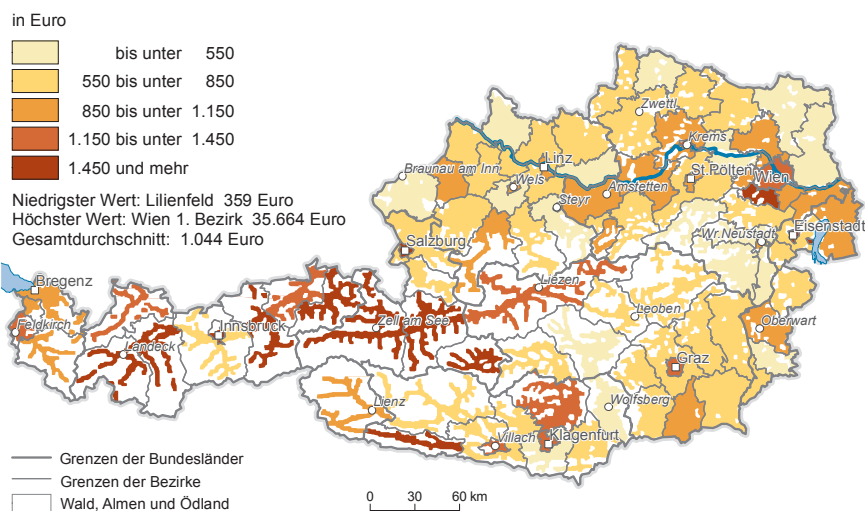 in Euro
bis unter 550
550 bis unter 850
850 bis unter 1.150
1.150 bis unter 1.450
1.450 und mehr
Niedrigster Wert: Lilienfeld 359 Euro
Höchster Wert: Wien 1. Bezirk 35.664 Euro
Gesamtdurchschnitt: 1.044 Euro
Zwettl
Krems
Linz
St.Pölten
Wien
Braunau am Inn
Wels
Amstetten
Steyr
Eisenstadt
Wr.Neustadt
Salzburg
Bregenz
Liezen
Leoben
Feldkirch
Innsbruck
Zell am See
Oberwart
Landeck
Graz
Lienz
Wolfsberg
Villach
Klagenfurt
Grenzen der Bundesländer
Grenzen der Bezirke
Wald, Almen und Ödland
0 30 60 km